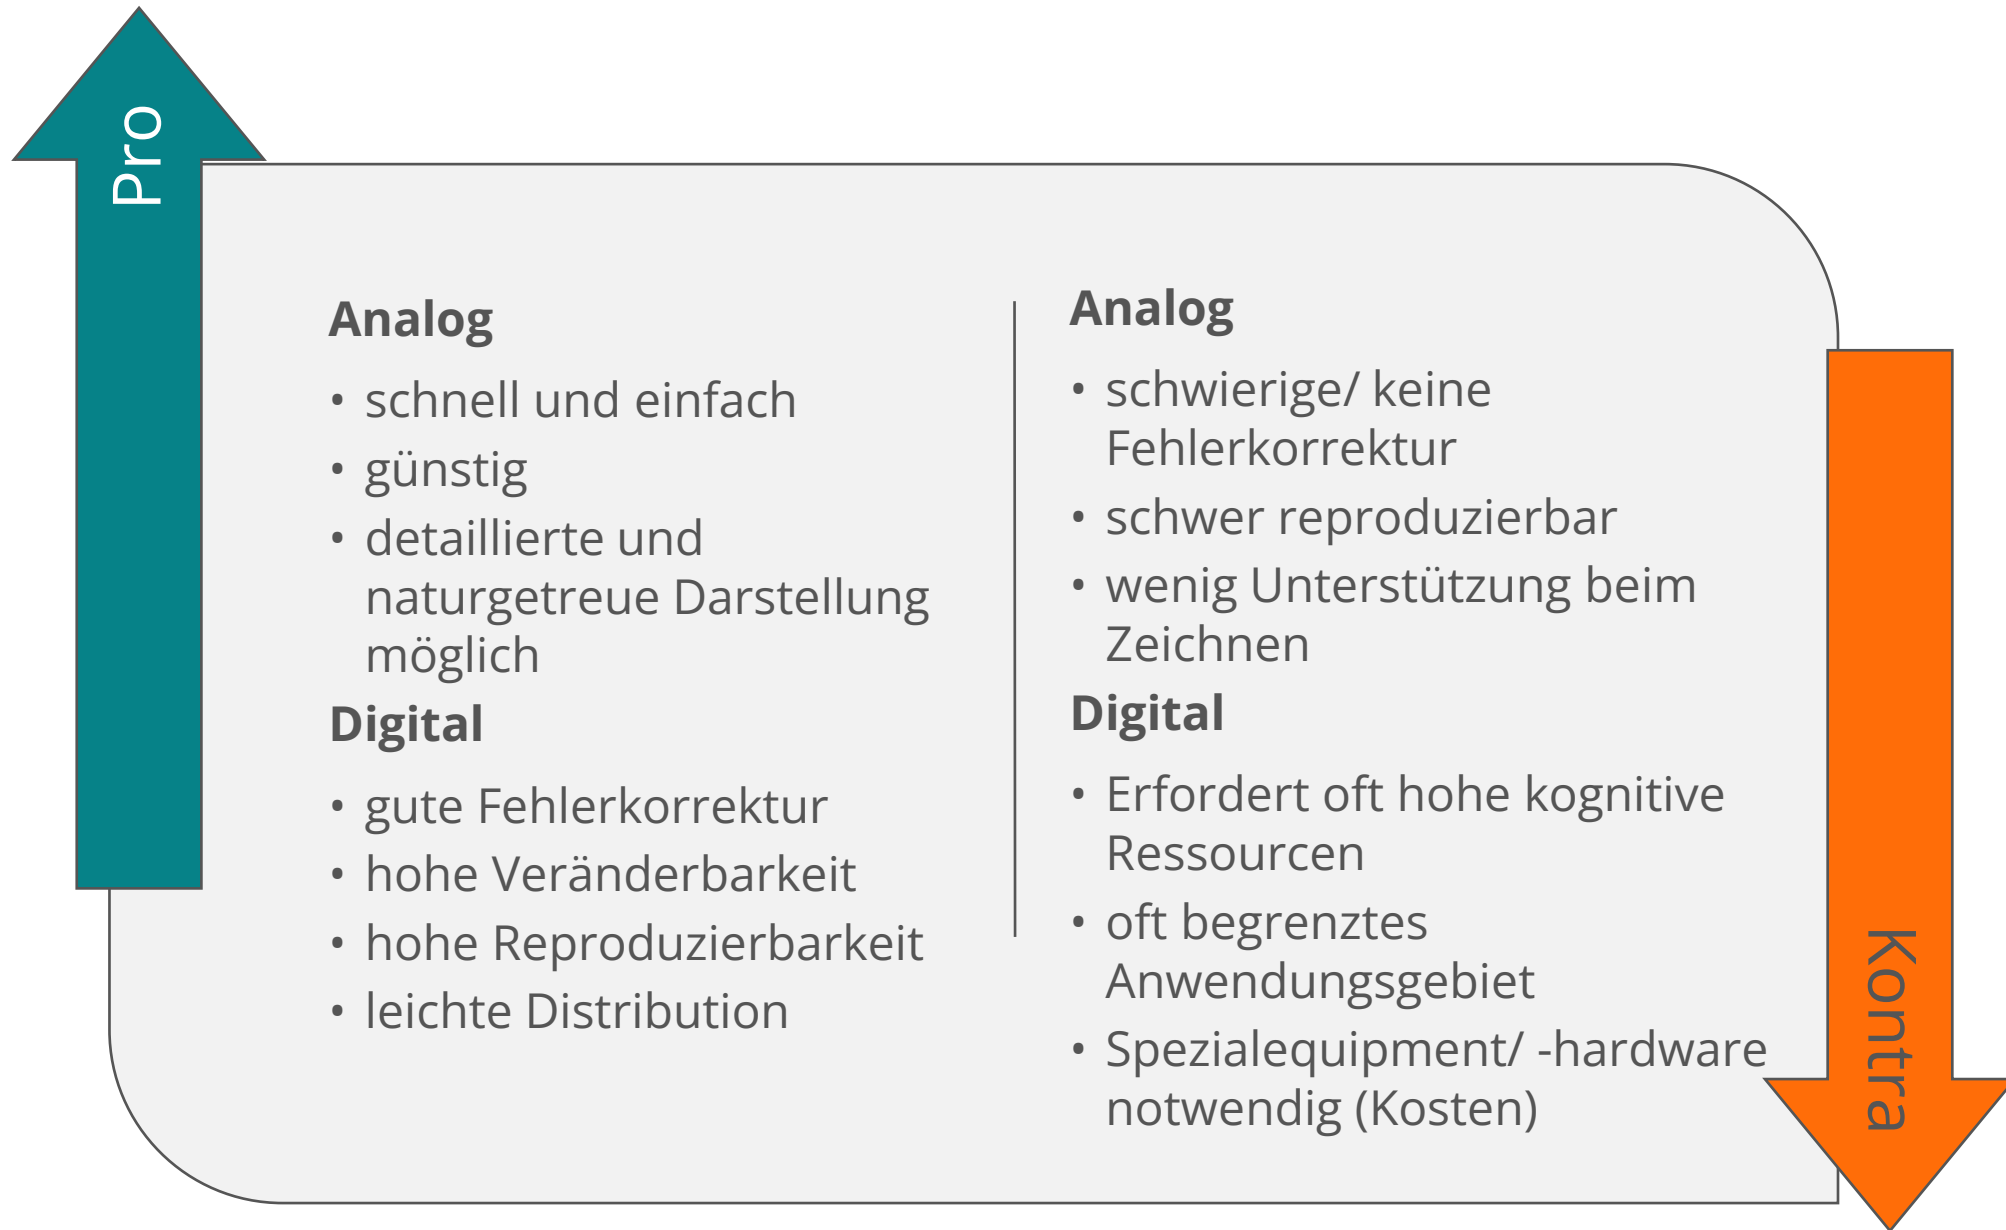 Pro
Analog
• schnell und einfach
• günstig
• detaillierte und
naturgetreue Darstellung
möglich
Digital
• gute Fehlerkorrektur
• hohe Veränderbarkeit
• hohe Reproduzierbarkeit
• leichte Distribution
Analog
• schwierige/ keine
Fehlerkorrektur
• schwer reproduzierbar
• wenig Unterstützung beim
Zeichnen
Digital
• Erfordert oft hohe kognitive
Ressourcen
• oft begrenztes
Anwendungsgebiet
• Spezialequipment/ -hardware
notwendig (Kosten)
Kontra